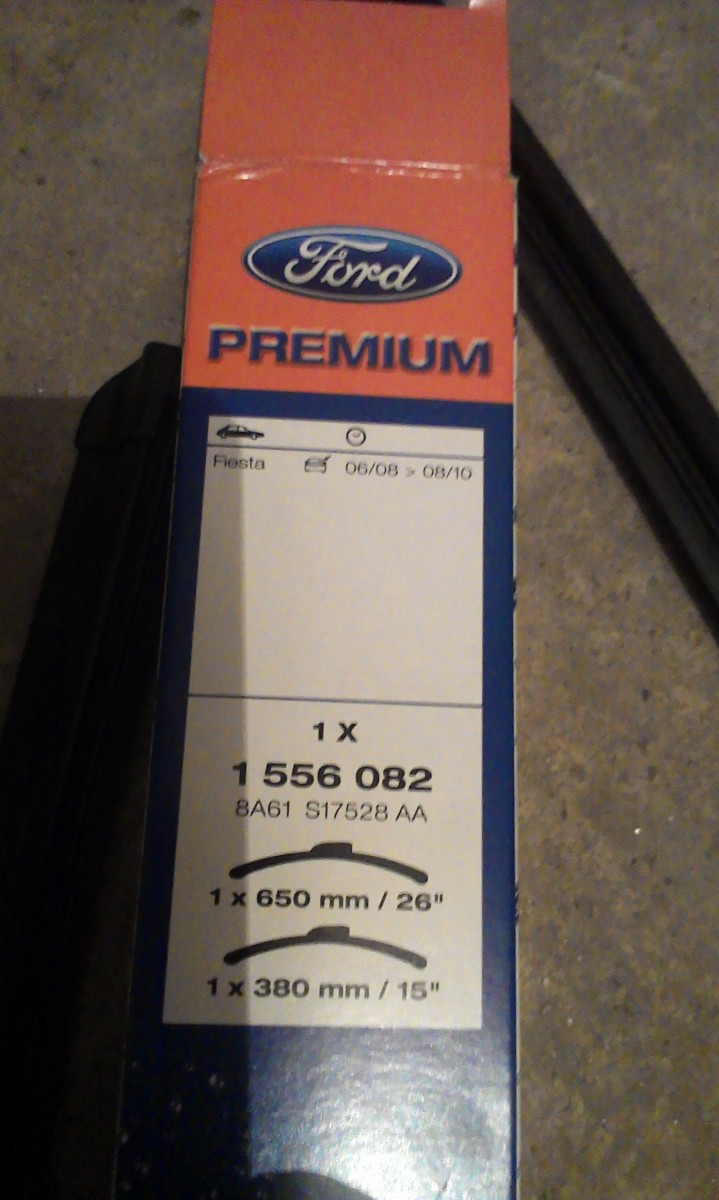 Ford
PREMIUM
Fiesta 06/08 > 08/10
1 X
1 556 082
8A61 S17528 AA
1 x 650 mm / 26"
1 x 380 mm / 15"